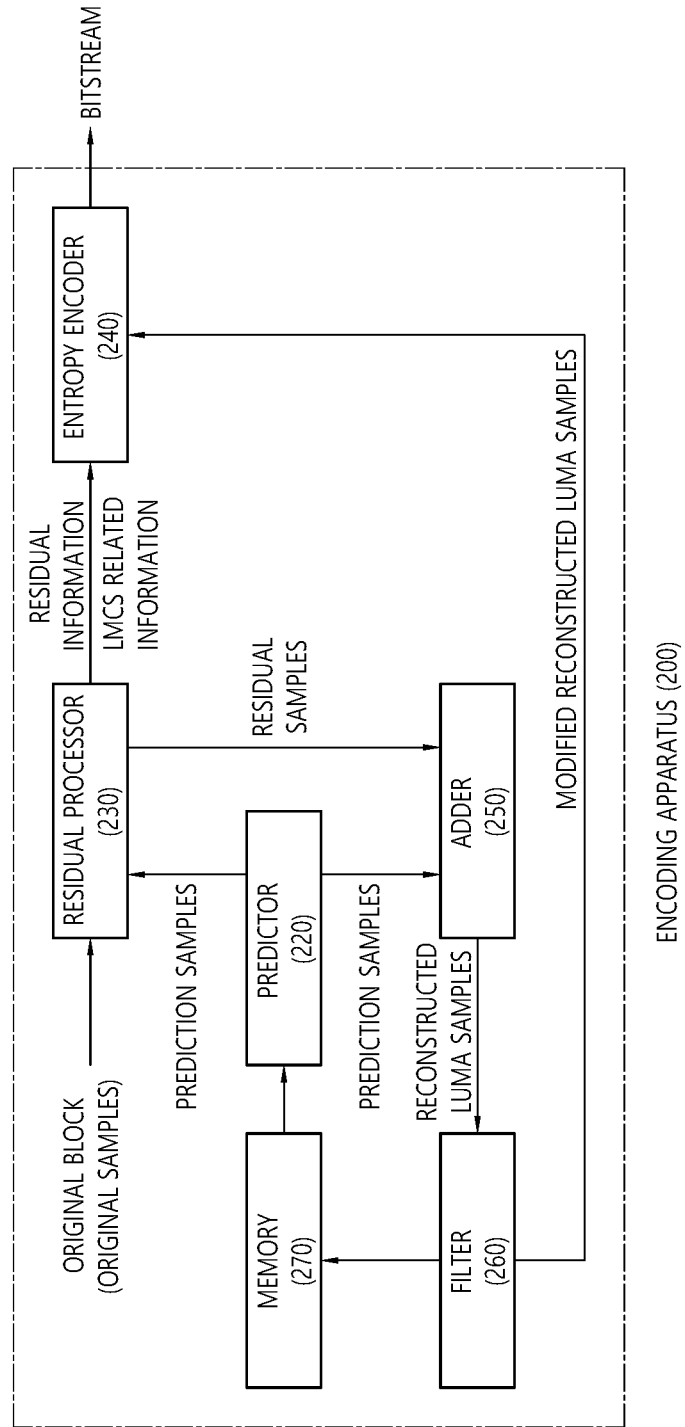 ORIGINAL BLOCK
(ORIGINAL SAMPLES)
RESIDUAL PROCESSOR
(230)
RESIDUAL
INFORMATION
LMCS RELATED
INFORMATION
ENTROPY ENCODER
(240)
BITSTREAM
PREDICTION SAMPLES
RESIDUAL
SAMPLES
MEMORY
(270)
PREDICTOR
(220)
PREDICTION SAMPLES
RECONSTRUCTED
LUMA SAMPLES
FILTER
(260)
ADDER
(250)
MODIFIED RECONSTRUCTED LUMA SAMPLES
ENCODING APPARATUS (200)